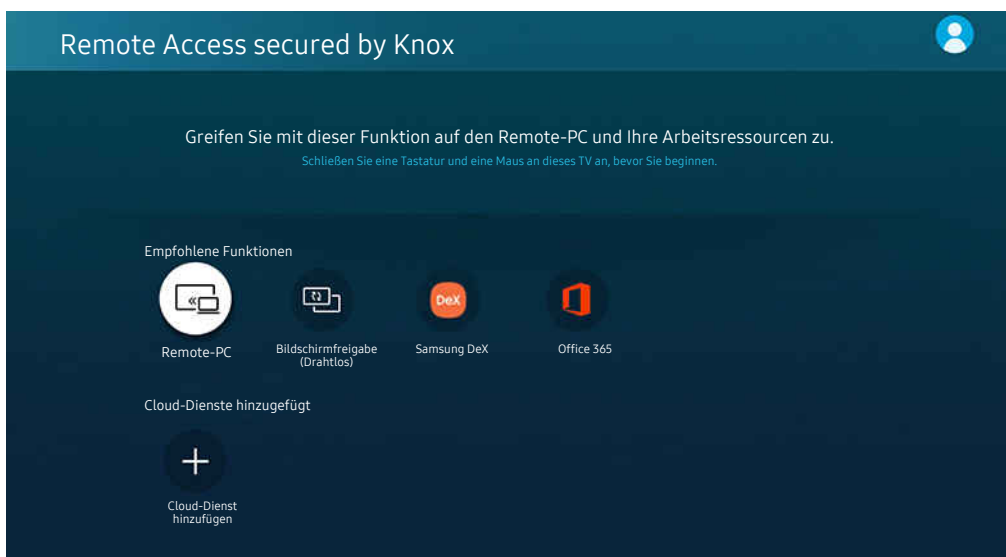 Remote Access secured by Knox
Greifen Sie mit dieser Funktion auf den Remote-PC und Ihre Arbeitsressourcen zu.
Schließen Sie eine Tastatur und eine Maus an dieses TV an, bevor Sie beginnen.
Empfohlene Funktionen
DeX
Remote-PC
Bildschirmfreigabe
(Drahtlos)
Samsung DeX
Office 365
Cloud-Dienste hinzugefügt
Cloud-Dienst
hinzufügen